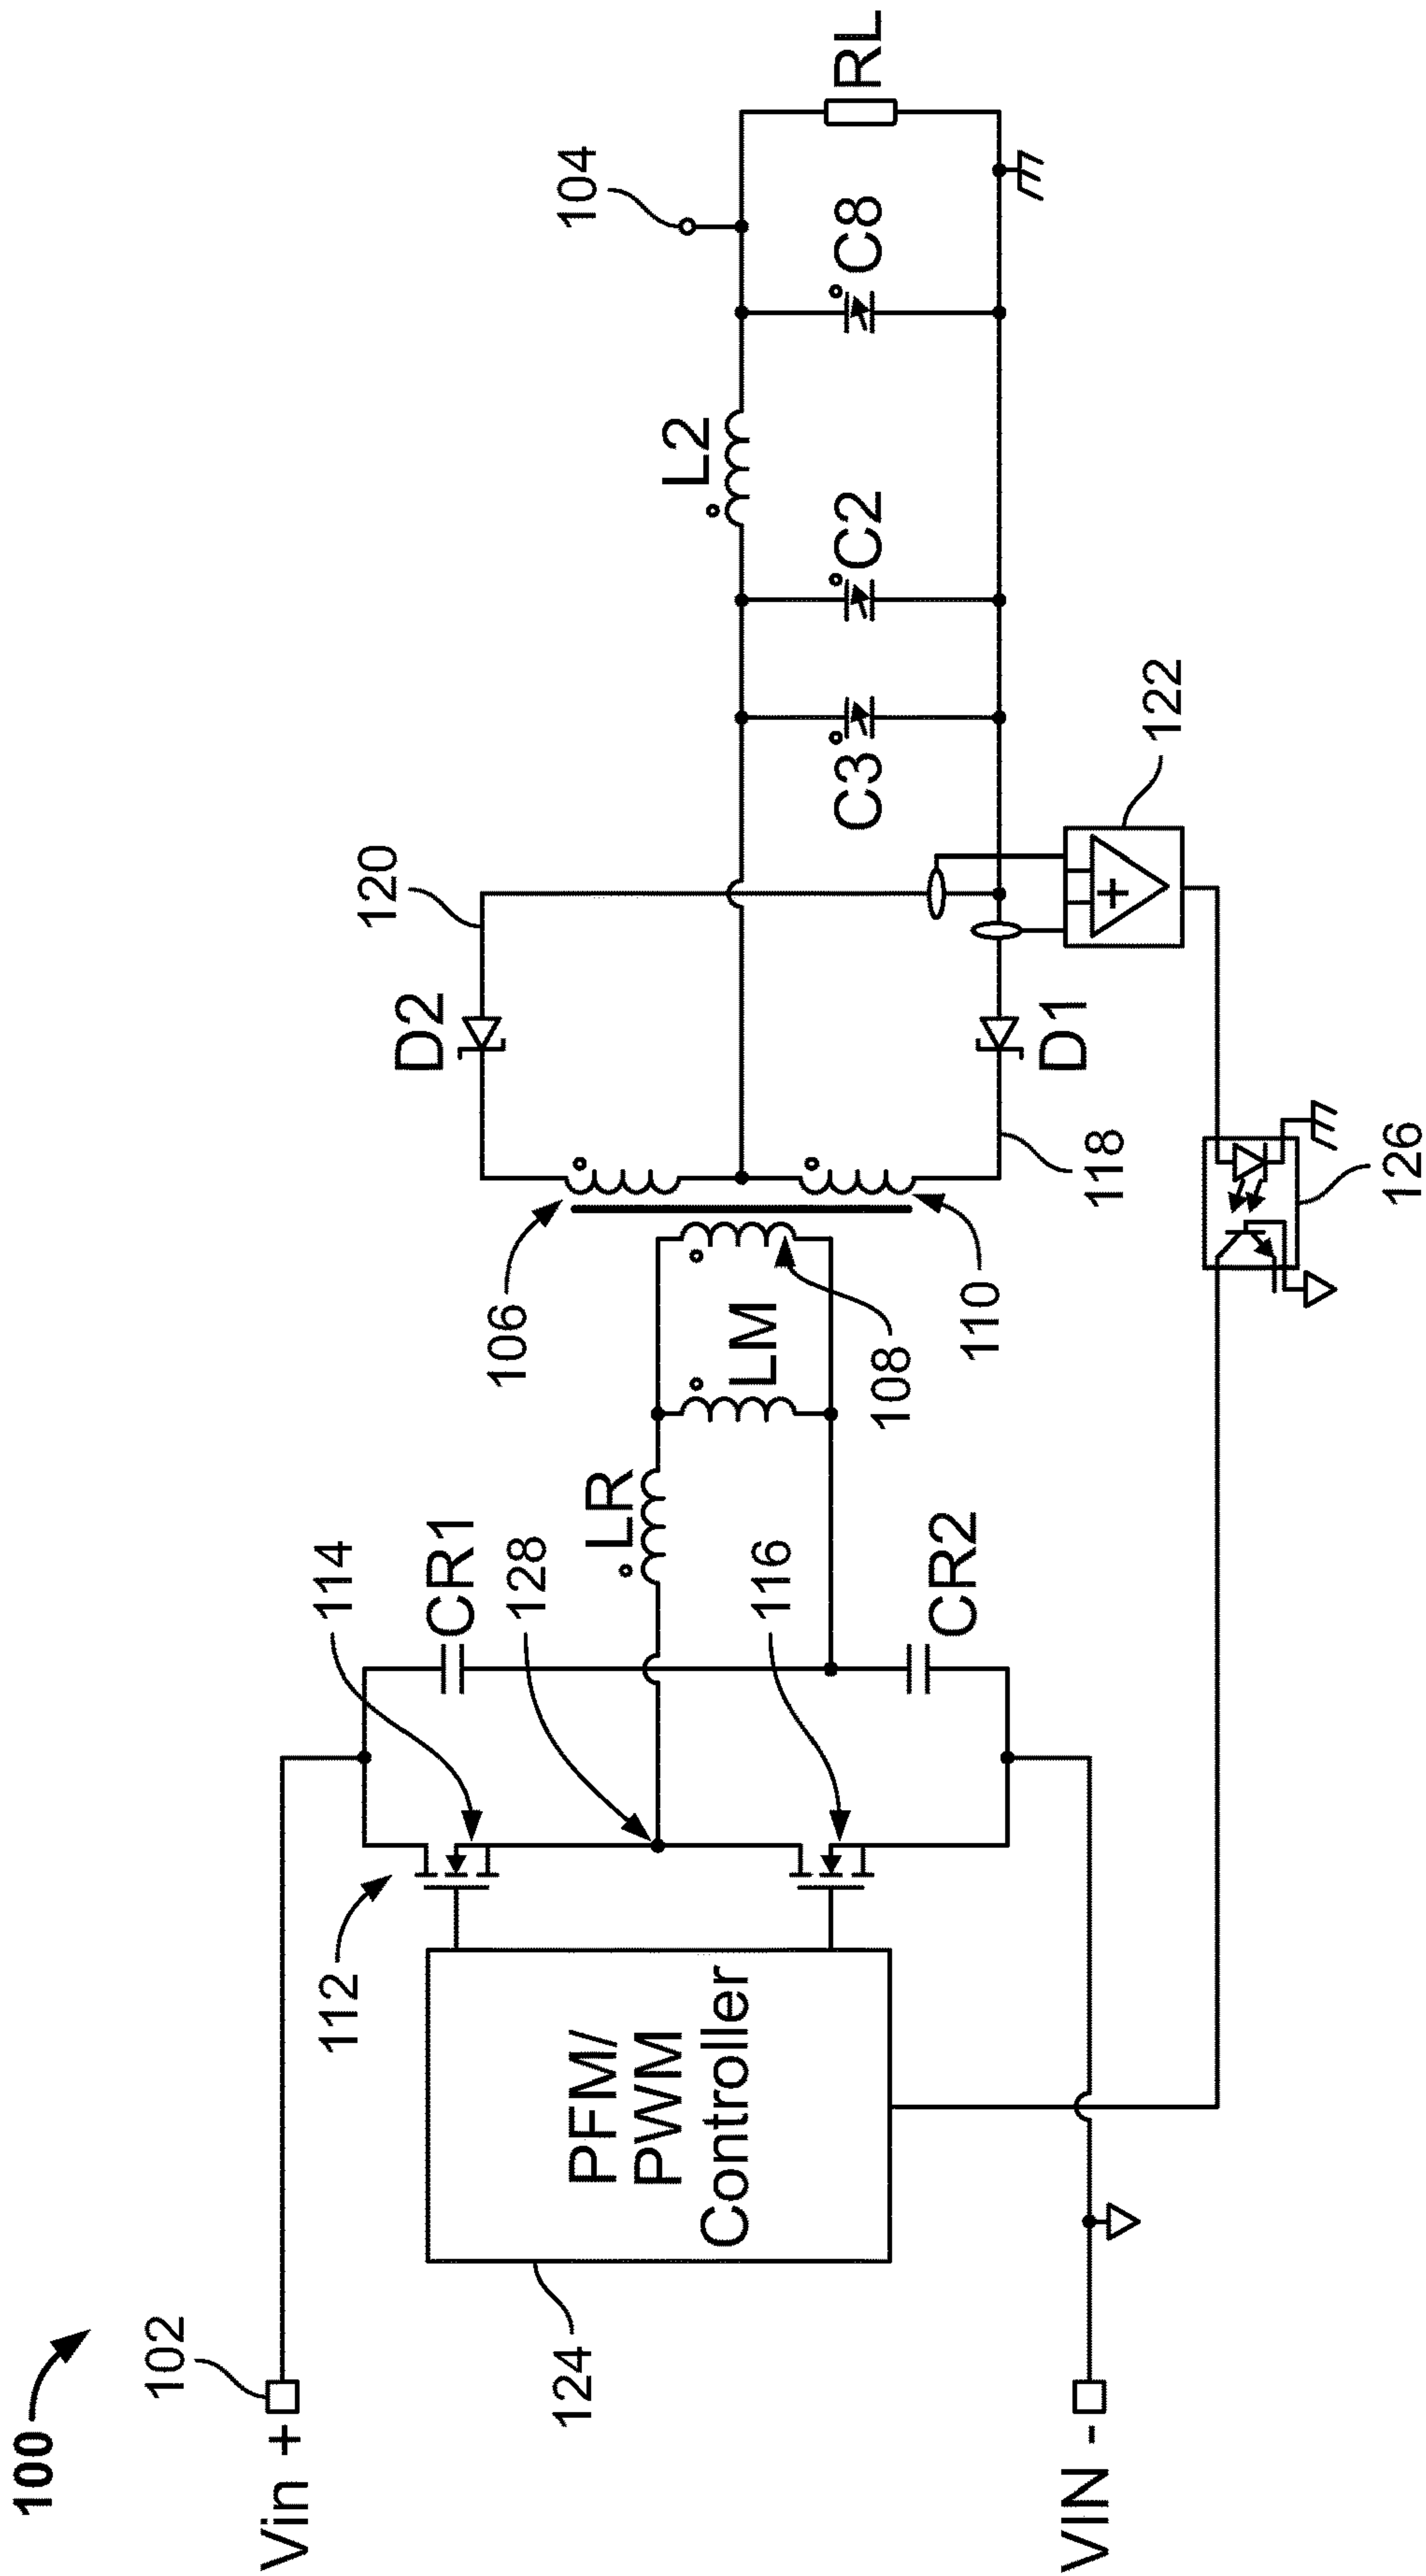 100
102
Vin +
VIN -
124
PFM/
PWM
Controller
112
114
CR1
128
LR
116
CR2
106
LM
108
110
D2
120
D1
118
122
126
C3
C2
L2
C8
104
RL